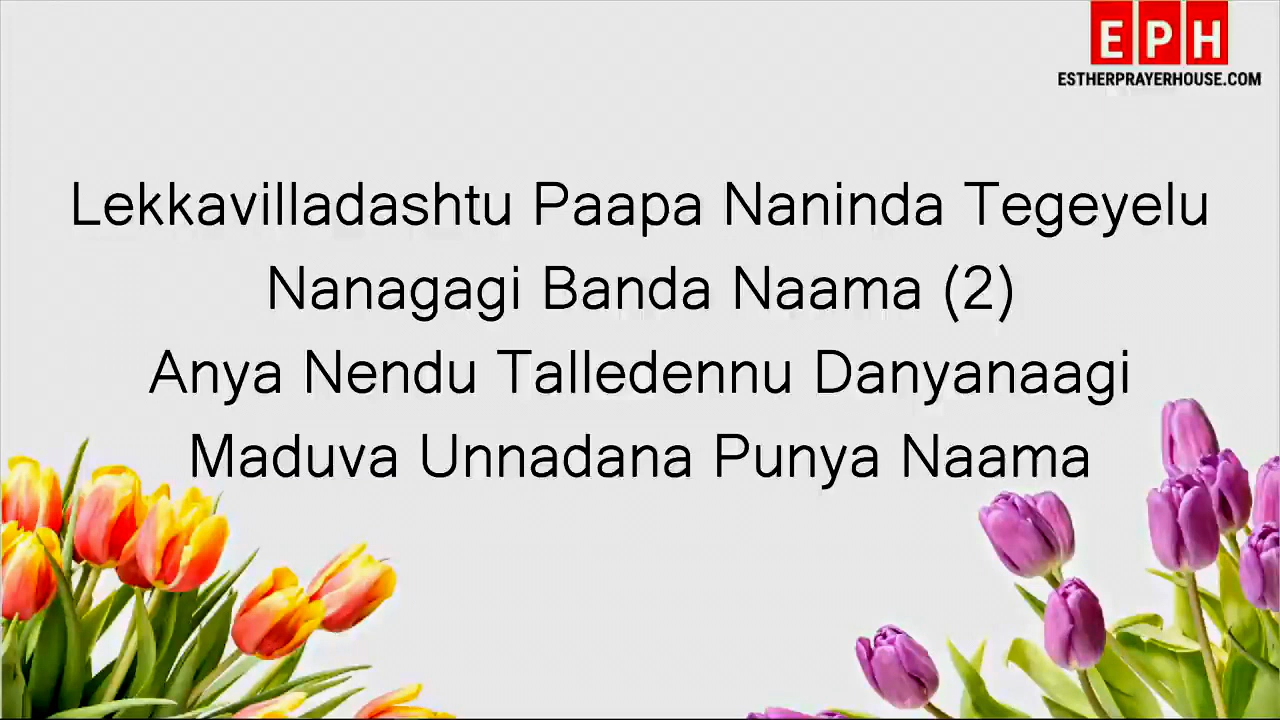 EPH
ESTHERPRAYERHOUSE.COM
Lekkavilladashtu Paapa Naninda Tegeyelu
Nanagagi Banda Naama (2)
Anya Nendu Talledennu Danyanaagi
Maduva Unnadana Punya Naama